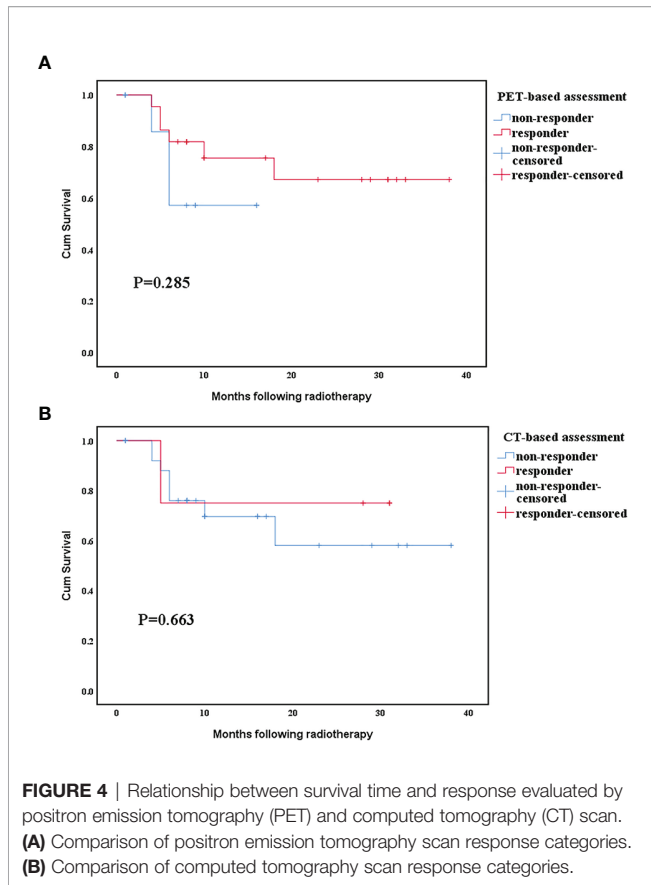 A
PET-based assessment
non-responder
responder
non-responder-
censored
responder-censored
1.0
0.8
0.6
0.4
0.2
0.0
Cum Survival
P=0.285
0 10 20 30 40
Months following radiotherapy
B
CT-based assessment
non-responder
responder
non-responder-
censored
responder-censored
1.0
0.8
0.6
0.4
0.2
0.0
Cum Survival
P=0.663
0 10 20 30 40
Months following radiotherapy
FIGURE 4 | Relationship between survival time and response evaluated by
positron emission tomography (PET) and computed tomography (CT) scan.
(A) Comparison of positron emission tomography scan response categories.
(B) Comparison of computed tomography scan response categories.